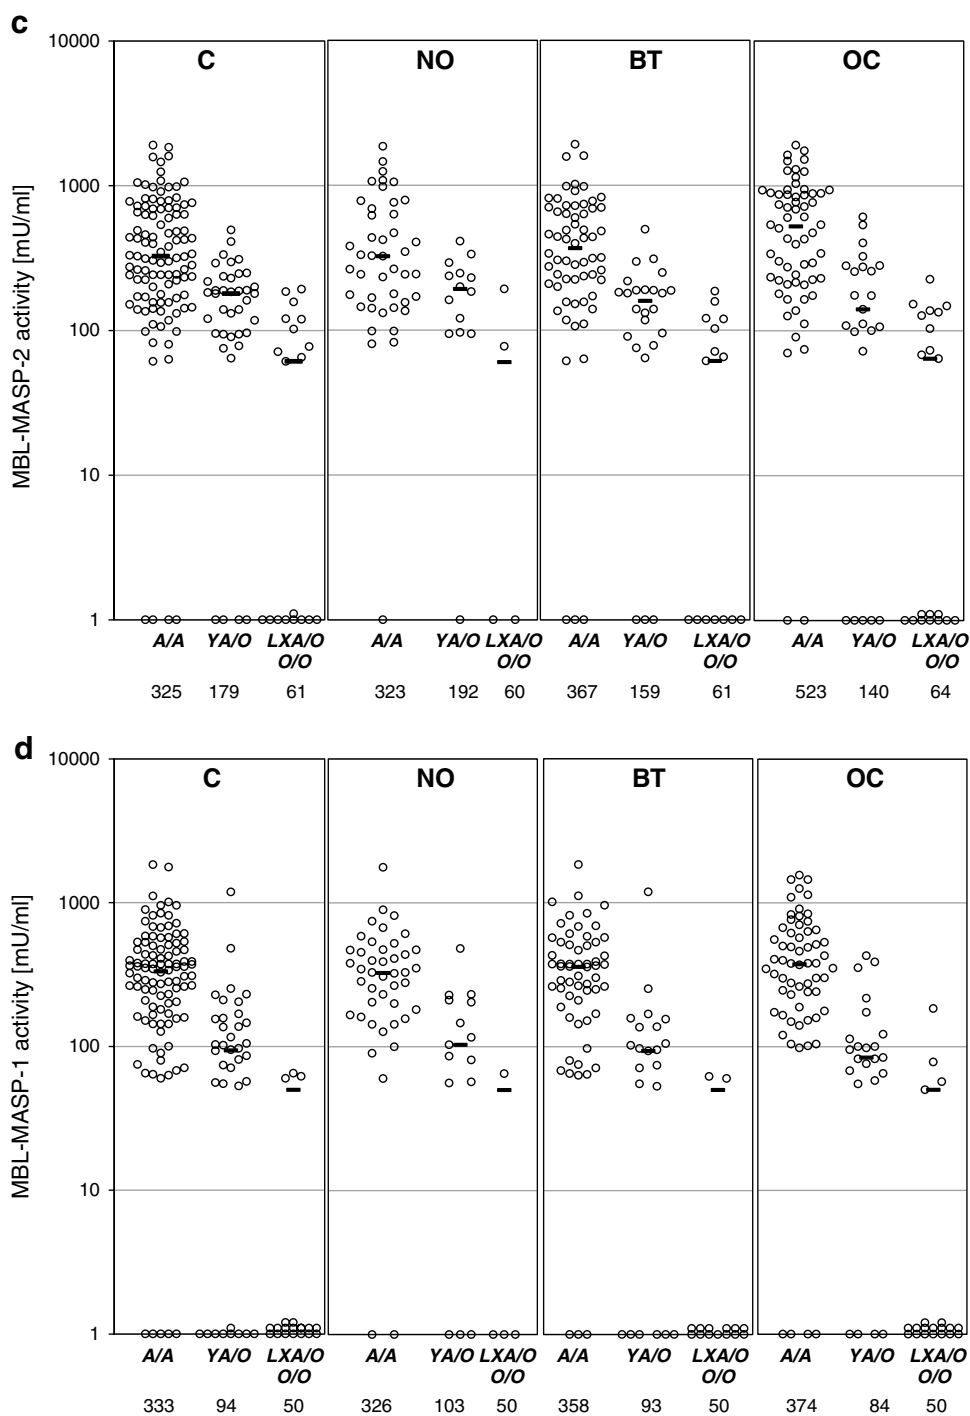 c
C NO BT OC
10000
1000
100
10
1
MBL-MASP-2 activity [mU/ml]
A/A YA/O LXA/O A/A YA/O LXA/O A/A YA/O LXA/O A/A YA/O LXA/O
O/O O/O O/O O/O
325 179 61 323 192 60 367 159 61 523 140 64
d
C NO BT OC
10000
1000
100
10
1
MBL-MASP-1 activity [mU/ml]
A/A YA/O LXA/O A/A YA/O LXA/O A/A YA/O LXA/O A/A YA/O LXA/O
O/O O/O O/O O/O
333 94 50 326 103 50 358 93 50 374 84 50